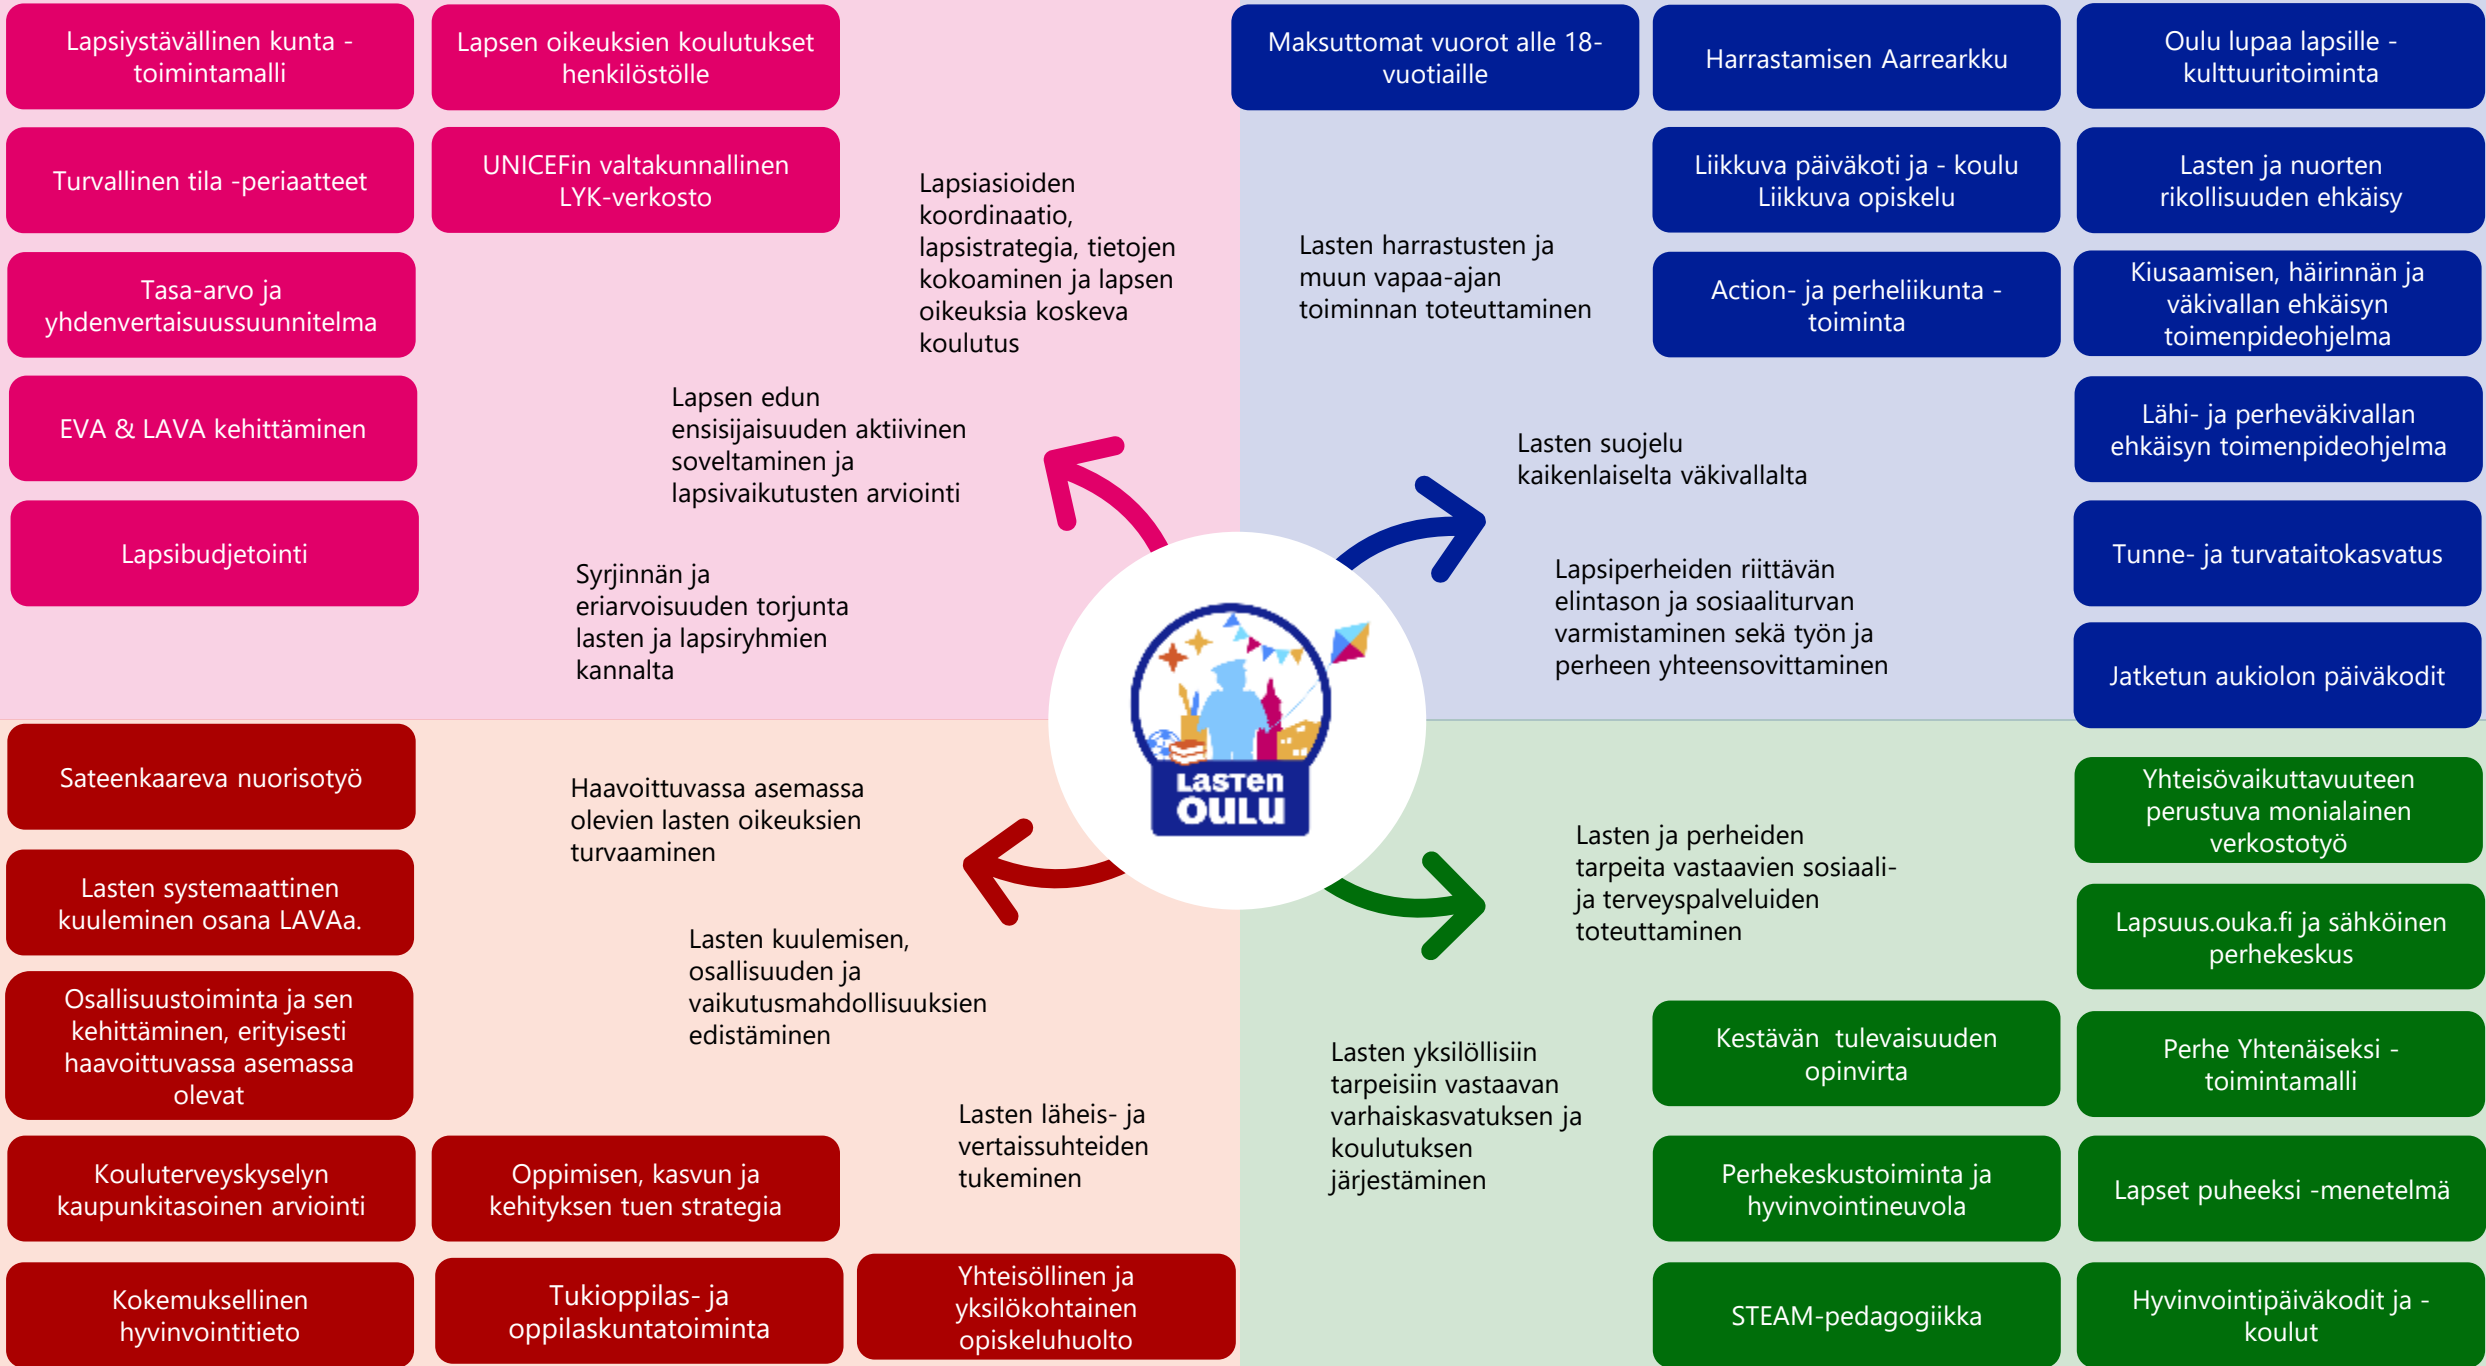 Lapsiystävällinen kunta -
toimintamalli
Lapsen oikeuksien koulutukset
henkilöstölle
Turvallinen tila -periaatteet
UNICEFin valtakunnallinen
LYK-verkosto
Tasa-arvo ja
yhdenvertaisuussuunnitelma
EVA & LAVA kehittäminen
Lapsibudjetointi
Lapsiasioiden
koordinaatio,
lapsistrategia, tietojen
kokoaminen ja lapsen
oikeuksia koskeva
koulutus
Lapsen edun
ensisijaisuuden aktiivinen
soveltaminen ja
lapsivaikutusten arviointi
Syrjinnän ja
eriarvoisuuden torjunta
lasten ja lapsiryhmien
kannalta
Maksuttomat vuorot alle 18-
vuotiaille
Harrastamisen Aarrearkku
Oulu lupaa lapsille -
kulttuuritoiminta
Liikkuva päiväkoti ja - koulu
Liikkuva opiskelu
Lasten ja nuorten
rikollisuuden ehkäisy
Action- ja perheliikunta -
toiminta
Kiusaamisen, häirinnän ja
väkivallan ehkäisyn
toimenpideohjelma
Lähi- ja perheväkivallan
ehkäisyn toimenpideohjelma
Tunne- ja turvataitokasvatus
Jatketun aukiolon päiväkodit
Lasten harrastusten ja
muun vapaa-ajan
toiminnan toteuttaminen
Lasten suojelu
kaikenlaiselta väkivallalta
Lapsiperheiden riittävän
elintason ja sosiaaliturvan
varmistaminen sekä työn ja
perheen yhteensovittaminen
LASTEN
OULU
Sateenkaareva nuorisotyö
Lasten systemaattinen
kuuleminen osana LAVAa.
Osallisuustoiminta ja sen
kehittäminen, erityisesti
haavoittuvassa asemassa
olevat
Kouluterveyskyselyn
kaupunkitasoinen arviointi
Oppimisen, kasvun ja
kehityksen tuen strategia
Kokemuksellinen
hyvinvointitieto
Tukioppilas- ja
oppilaskuntatoiminta
Yhteisöllinen ja
yksilökohtainen
opiskeluhuolto
Haavoittuvassa asemassa
olevien lasten oikeuksien
turvaaminen
Lasten kuulemisen,
osallisuuden ja
vaikutusmahdollisuuksien
edistäminen
Lasten läheis- ja
vertaissuhteiden
tukeminen
Lasten ja perheiden
tarpeita vastaavien sosiaali-
ja terveyspalveluiden
toteuttaminen
Lasten yksilöllisiin
tarpeisiin vastaavan
varhaiskasvatuksen ja
koulutuksen
järjestäminen
Yhteisövaikuttavuuteen
perustuva monialainen
verkostotyö
Lapsuus.ouka.fi ja sähköinen
perhekeskus
Kestävän  tulevaisuuden
opinvirta
Perhe Yhtenäiseksi -
toimintamalli
Perhekeskustoiminta ja
hyvinvointineuvola
Lapset puheeksi -menetelmä
STEAM-pedagogiikka
Hyvinvointipäiväkodit ja -
koulut